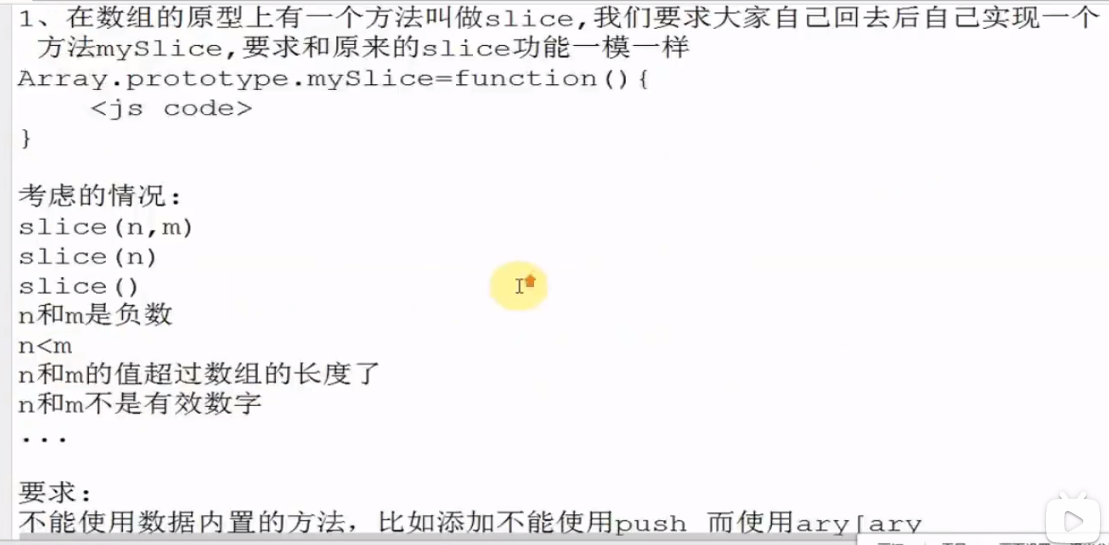 1、在数组的原型上有一个方法叫做slice,我们要求大家自己回去后自己实现一个
方法mySlice,要求和原来的slice功能一模一样
Array.prototype.mySlice=function(){
<js code>
}
考虑的情况:
slice(n,m)
slice(n)
slice()
n和m是负数
n<m
n和m的值超过数组的长度了
n和m不是有效数字
...
要求:
不能使用数据内置的方法，比如添加不能使用push 而使用ary[ary